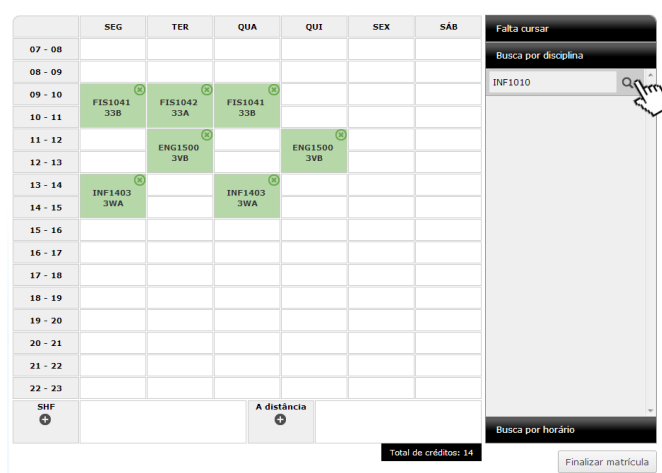 SEG TER QUA QUI SEX SÁB
07 - 08
08 - 09
09 - 10
10 - 11
11 - 12
12 - 13
13 - 14
14 - 15
15 - 16
16 - 17
17 - 18
18 - 19
19 - 20
20 - 21
21 - 22
22 - 23
FIS1041
33B
FIS1042
33A
FIS1041
33B
ENG1500
3VB
ENG1500
3VB
INF1403
3WA
INF1403
3WA
SHF
A distância
Total de créditos: 14
Falta cursar
Busca por disciplina
INF1010
Busca por horário
Finalizar matrícula